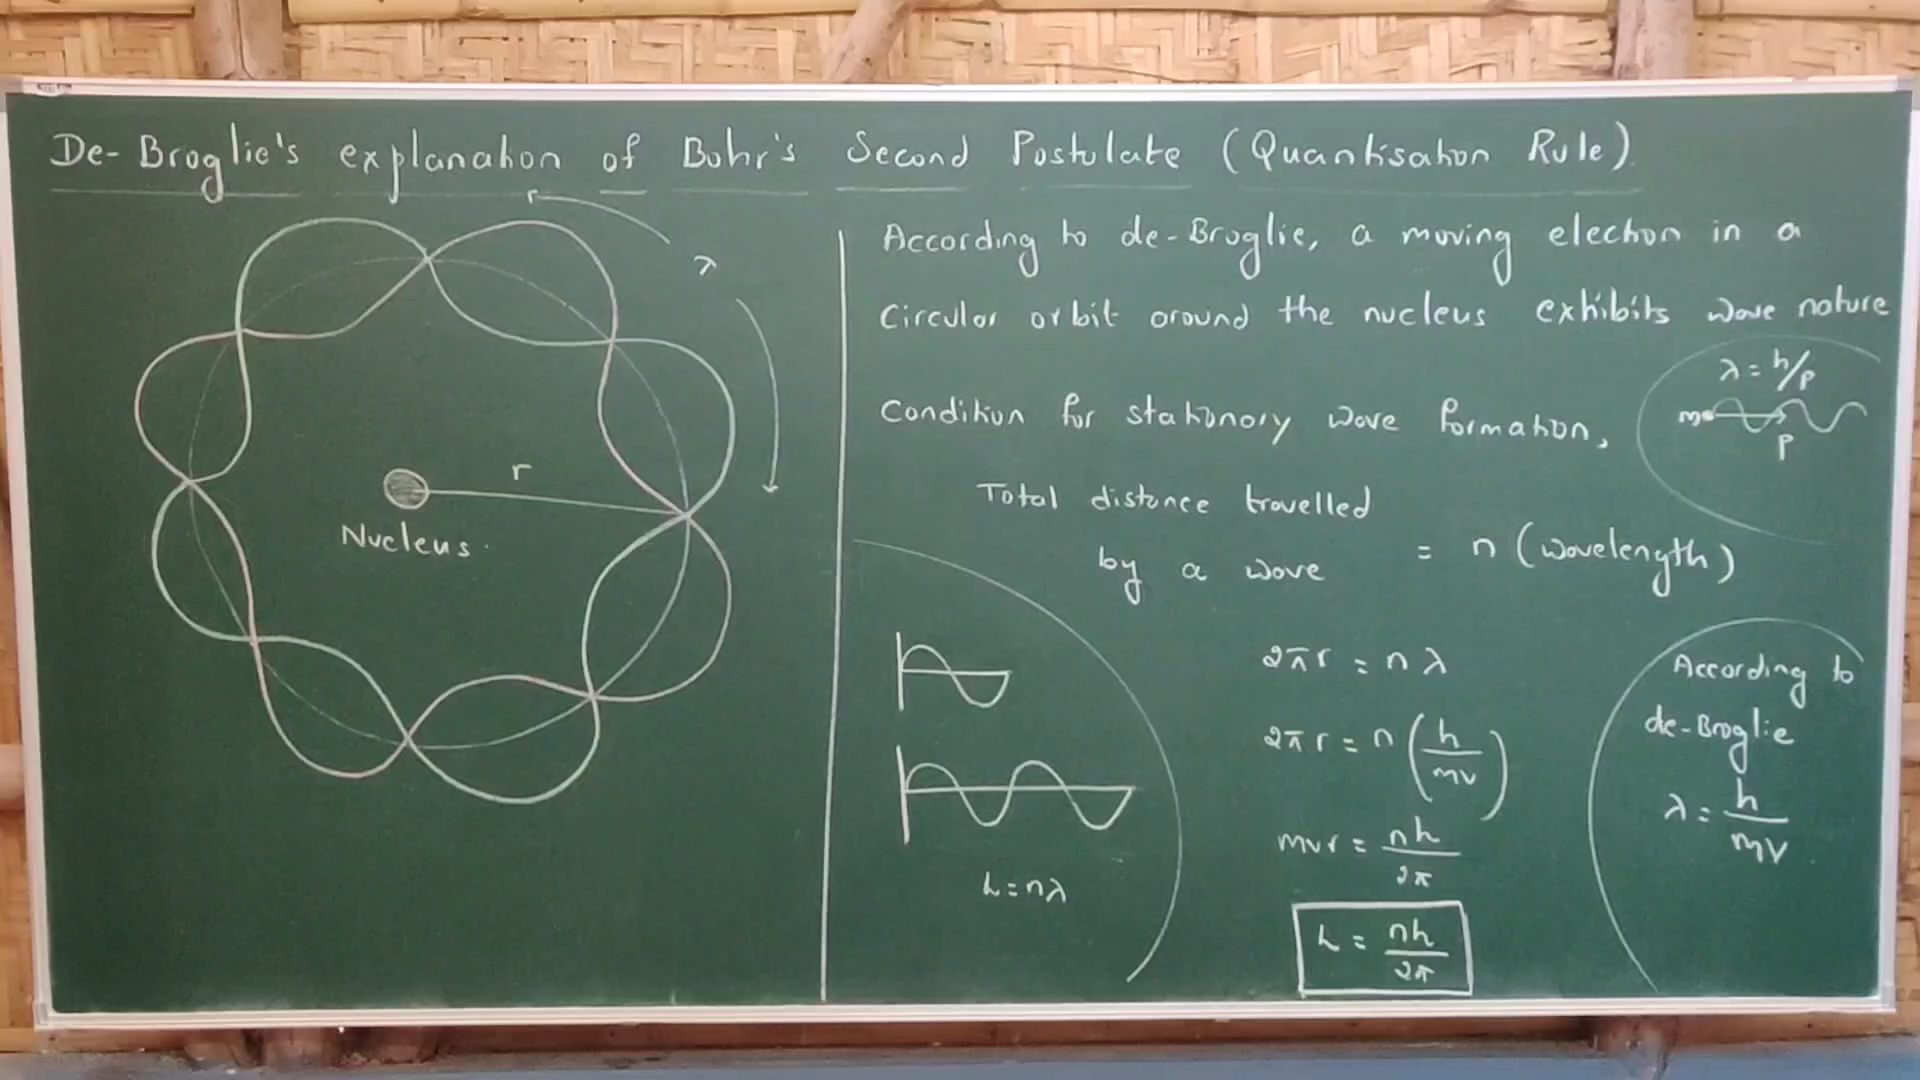 De-Broglie's explanation of Bohr's Second Postulate (Quantisation Rule)
r
Nucleus.
According to de-Broglie, a moving electron in a
Circular orbit around the nucleus exhibits wave nature
λ = h/p
m
p
Condition for stationary wave formation,
Total distance travelled
by a wave = n (wavelength)
L = nλ
2πr = nλ
2πr = n (h/mv)
mvr = nh/2π
L = nh/2π
According to
de-Broglie
λ = h/mv